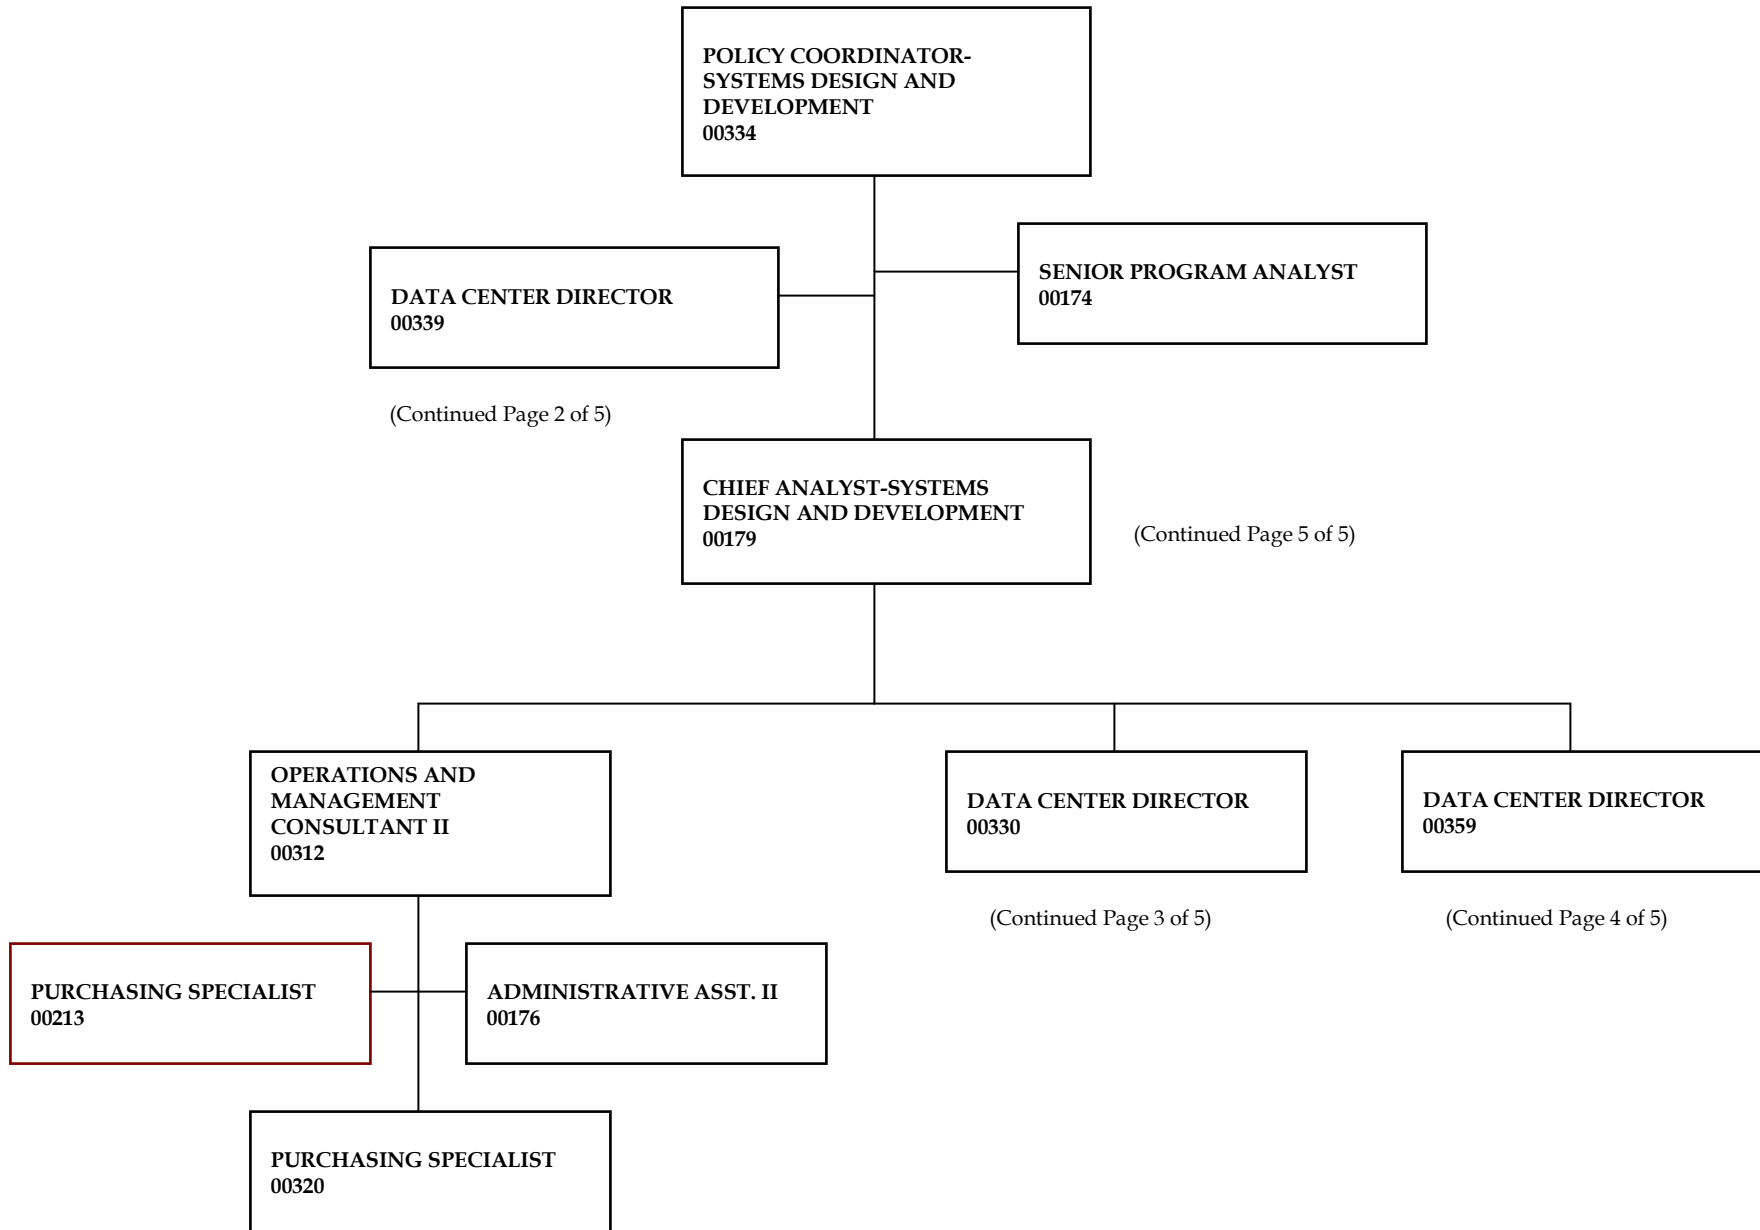 POLICY COORDINATOR-
SYSTEMS DESIGN AND
DEVELOPMENT
00334
SENIOR PROGRAM ANALYST
00174
DATA CENTER DIRECTOR
00339
(Continued Page 2 of 5)
CHIEF ANALYST-SYSTEMS
DESIGN AND DEVELOPMENT
00179
(Continued Page 5 of 5)
OPERATIONS AND
MANAGEMENT
CONSULTANT II
00312
DATA CENTER DIRECTOR
00330
(Continued Page 3 of 5)
DATA CENTER DIRECTOR
00359
(Continued Page 4 of 5)
PURCHASING SPECIALIST
00213
ADMINISTRATIVE ASST. II
00176
PURCHASING SPECIALIST
00320